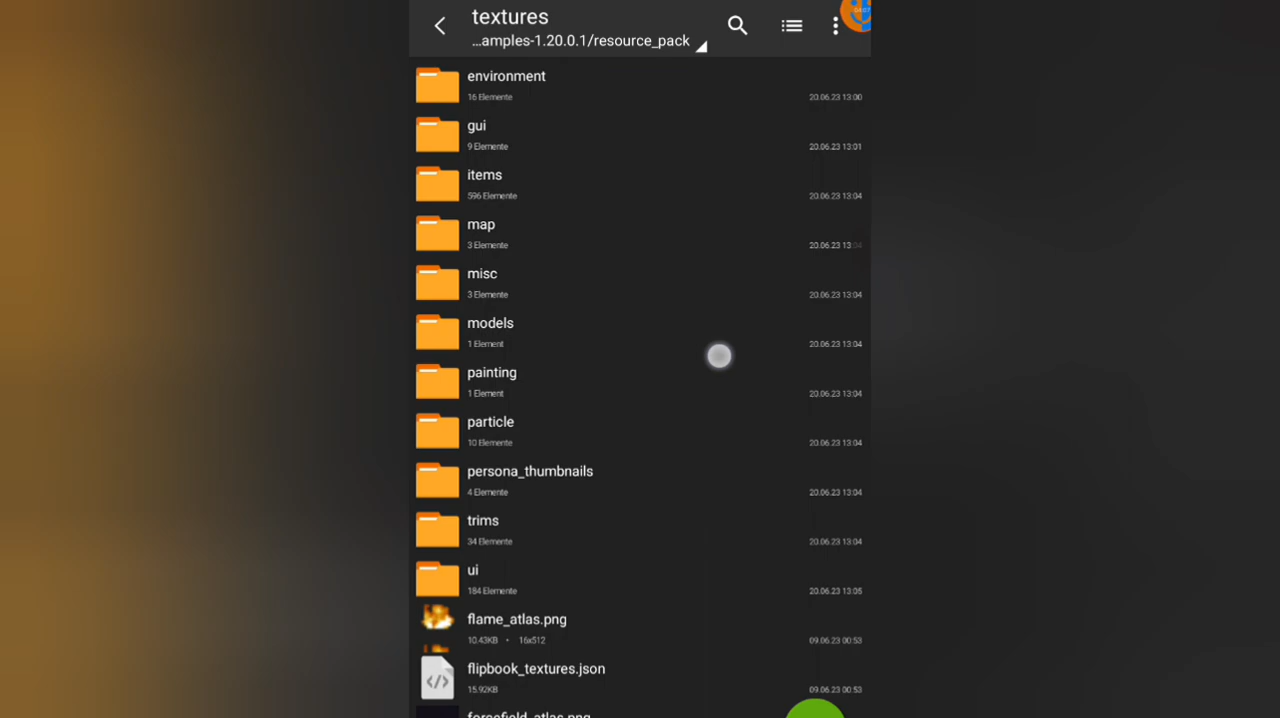 textures
...amples-1.20.0.1/resource_pack
04:07
environment
16 Elemente
20.06.23 13:00
gui
9 Elemente
20.06.23 13:01
items
596 Elemente
20.06.23 13:04
map
3 Elemente
20.06.23 13:04
misc
3 Elemente
20.06.23 13:04
models
1 Element
20.06.23 13:04
painting
1 Element
20.06.23 13:04
particle
10 Elemente
20.06.23 13:04
persona_thumbnails
4 Elemente
20.06.23 13:04
trims
34 Elemente
20.06.23 13:04
ui
184 Elemente
20.06.23 13:05
flame_atlas.png
10.43KB • 16x512
09.06.23 00:53
flipbook_textures.json
15.92KB
09.06.23 00:53
forcefield_atlas.png